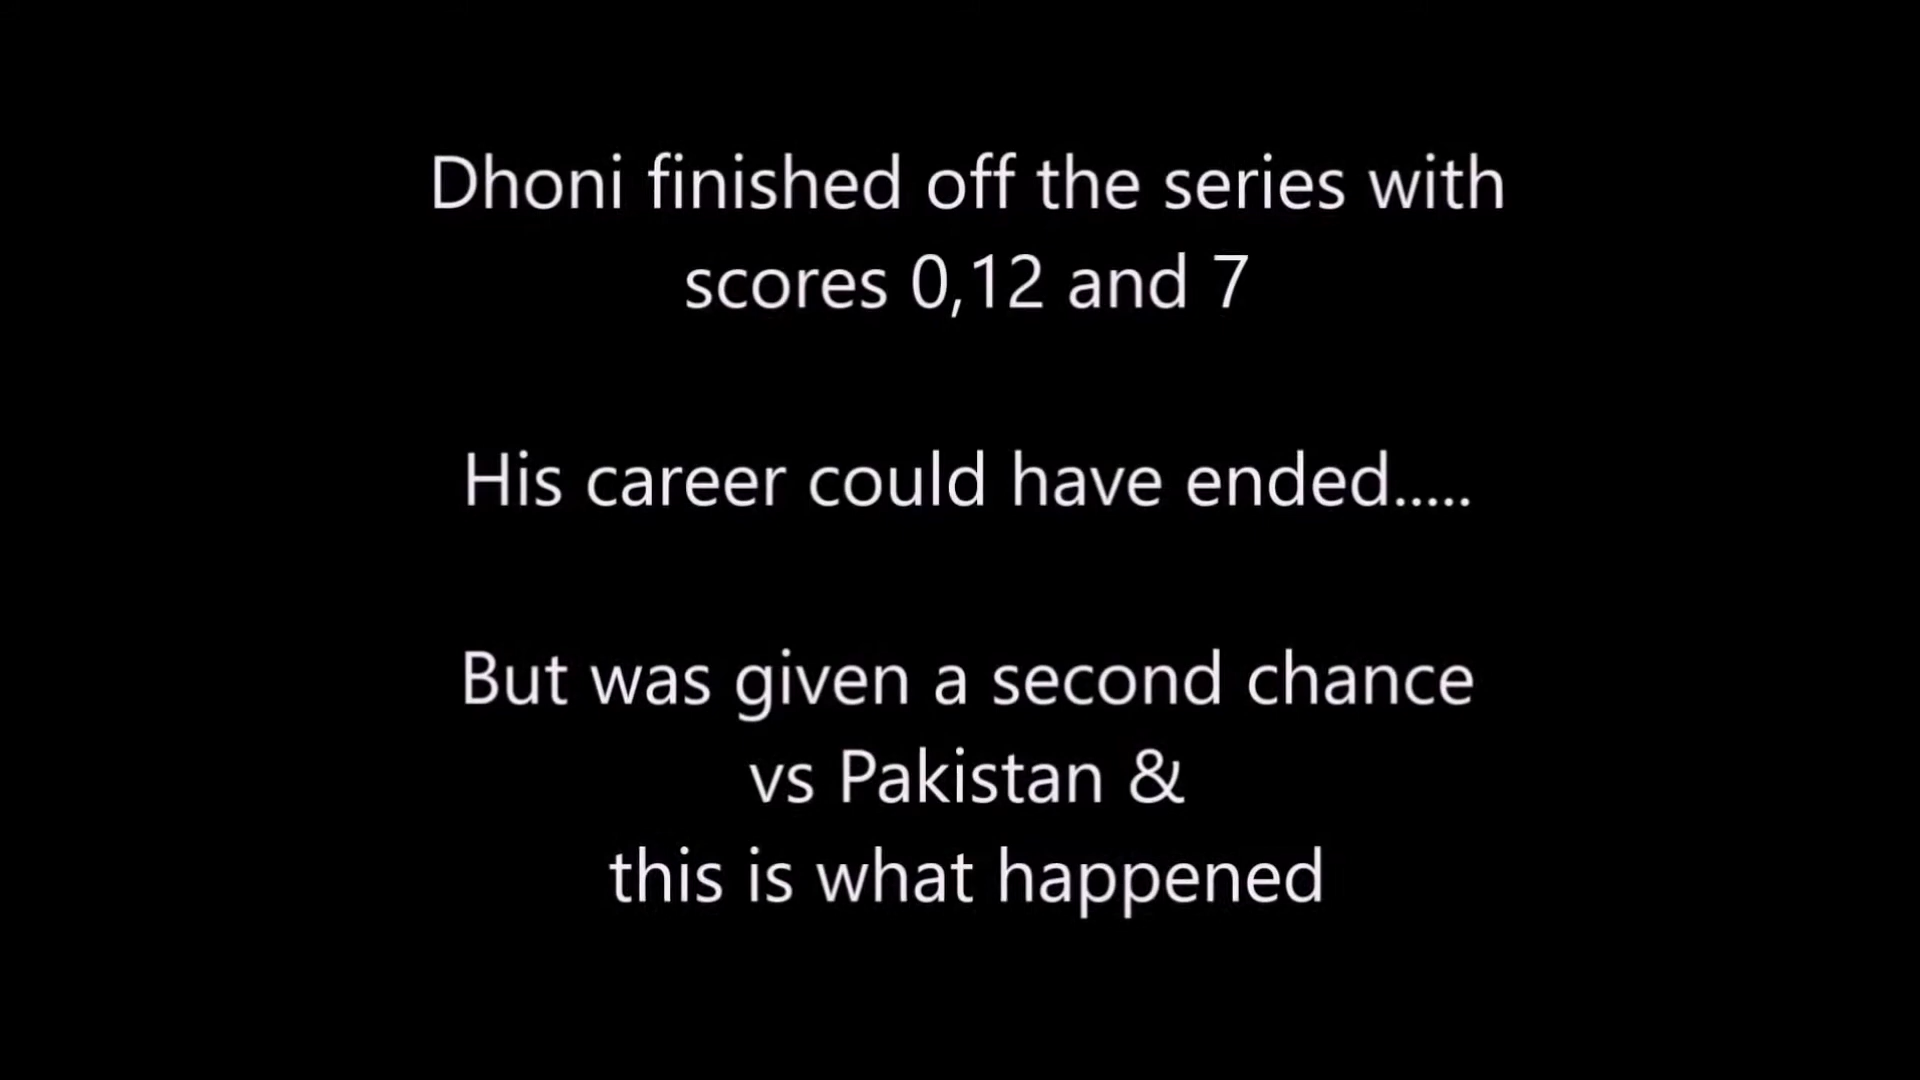 Dhoni finished off the series with
scores 0,12 and 7
His career could have ended.....
But was given a second chance
vs Pakistan &
this is what happened